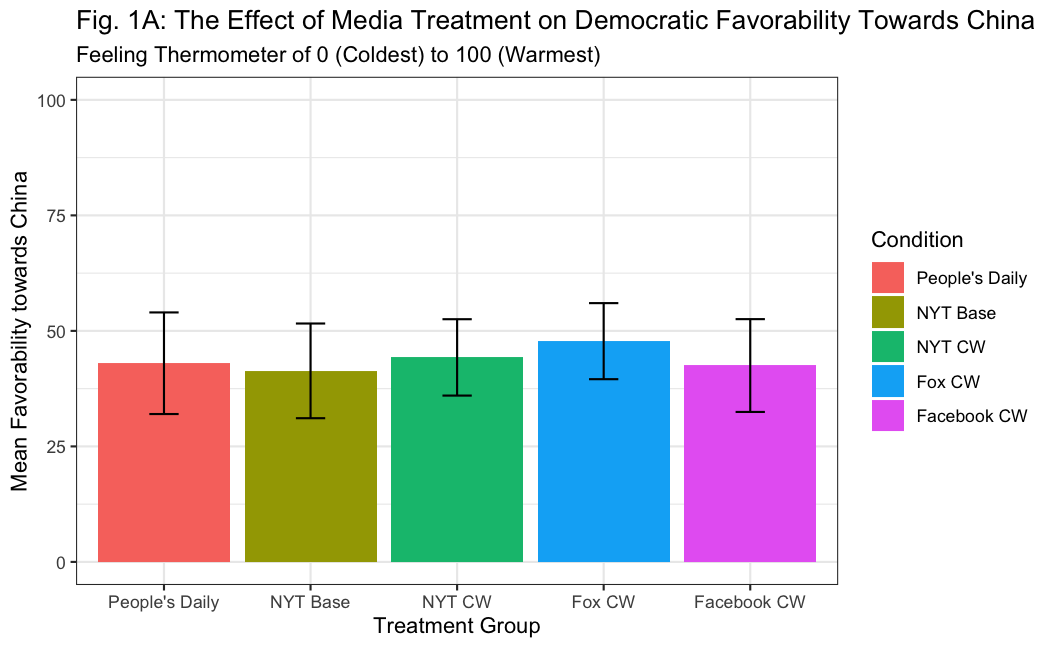 Fig. 1A: The Effect of Media Treatment on Democratic Favorability Towards China
Feeling Thermometer of 0 (Coldest) to 100 (Warmest)
Mean Favorability towards China
100
75
50
25
0
People's Daily
NYT Base
NYT CW
Fox CW
Facebook CW
Treatment Group
Condition
People's Daily
NYT Base
NYT CW
Fox CW
Facebook CW